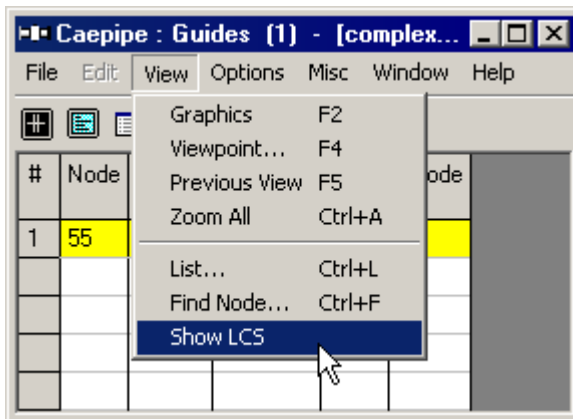 Caepipe : Guides (1) - [complex...
File Edit View Options Misc Window Help
Graphics F2
Viewpoint... F4
Previous View F5
Zoom All Ctrl+A
List... Ctrl+L
Find Node... Ctrl+F
Show LCS
# Node ode
1 55